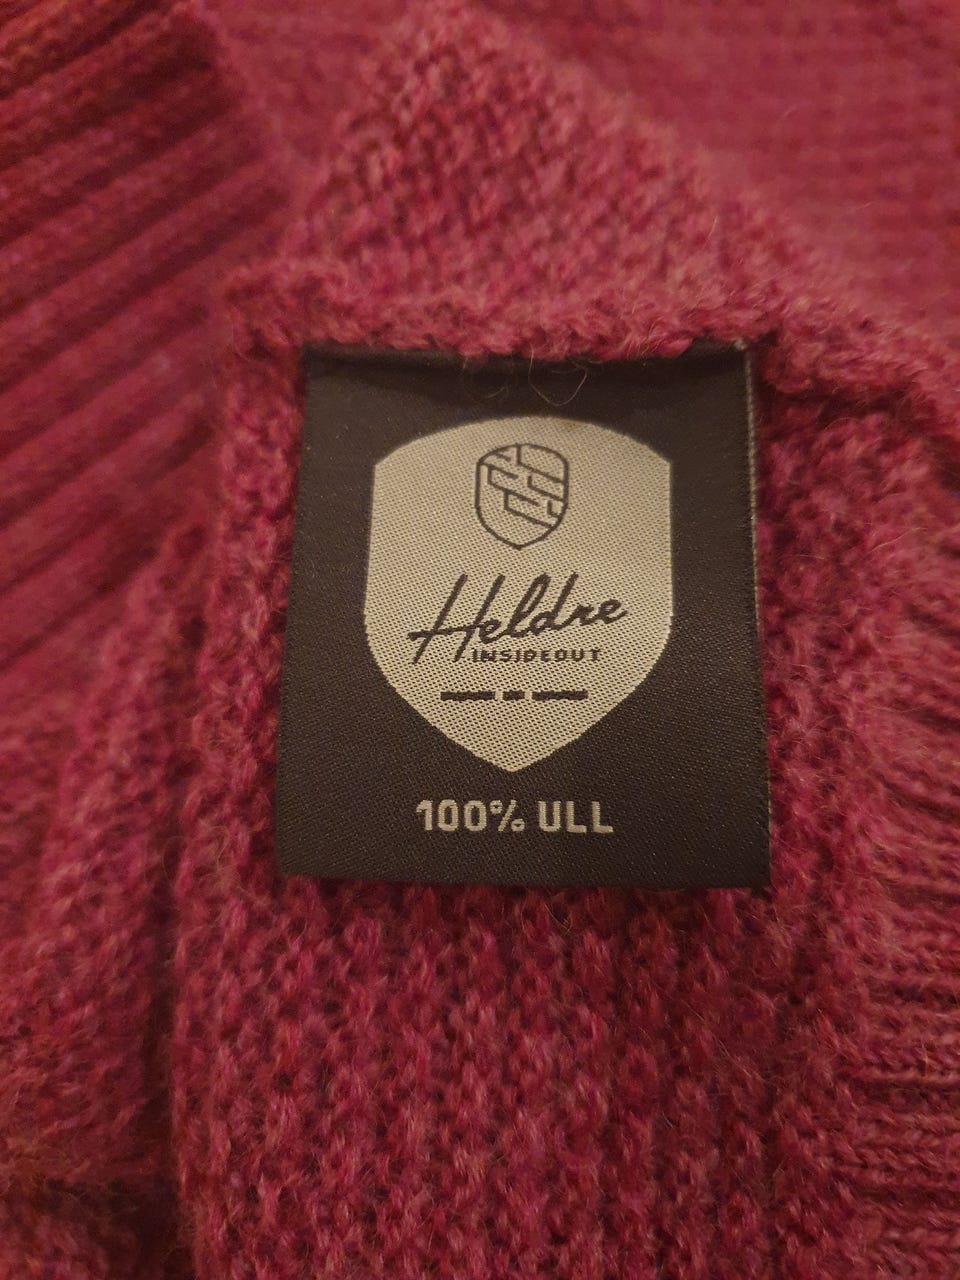 Heldre
INSIDEOUT
100% ULL